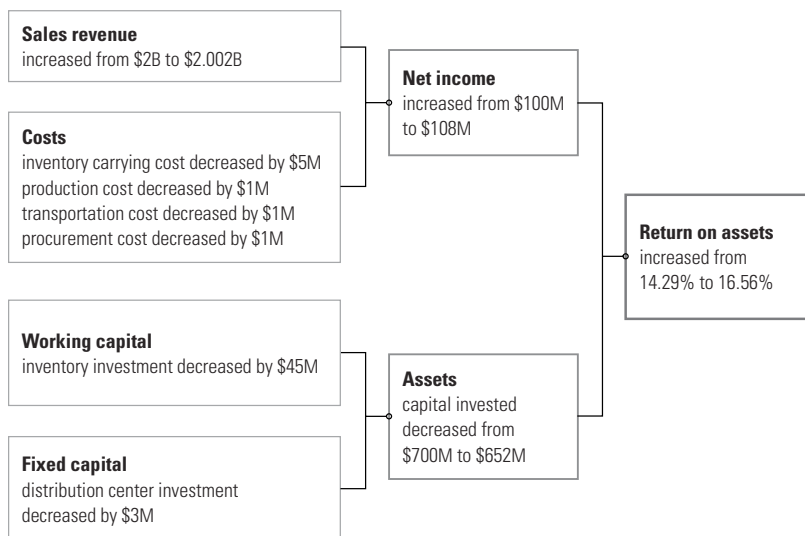 Sales revenue
increased from $2B to $2.002B
Costs
inventory carrying cost decreased by $5M
production cost decreased by $1M
transportation cost decreased by $1M
procurement cost decreased by $1M
Working capital
inventory investment decreased by $45M
Fixed capital
distribution center investment
decreased by $3M
Net income
increased from $100M
to $108M
Assets
capital invested
decreased from
$700M to $652M
Return on assets
increased from
14.29% to 16.56%